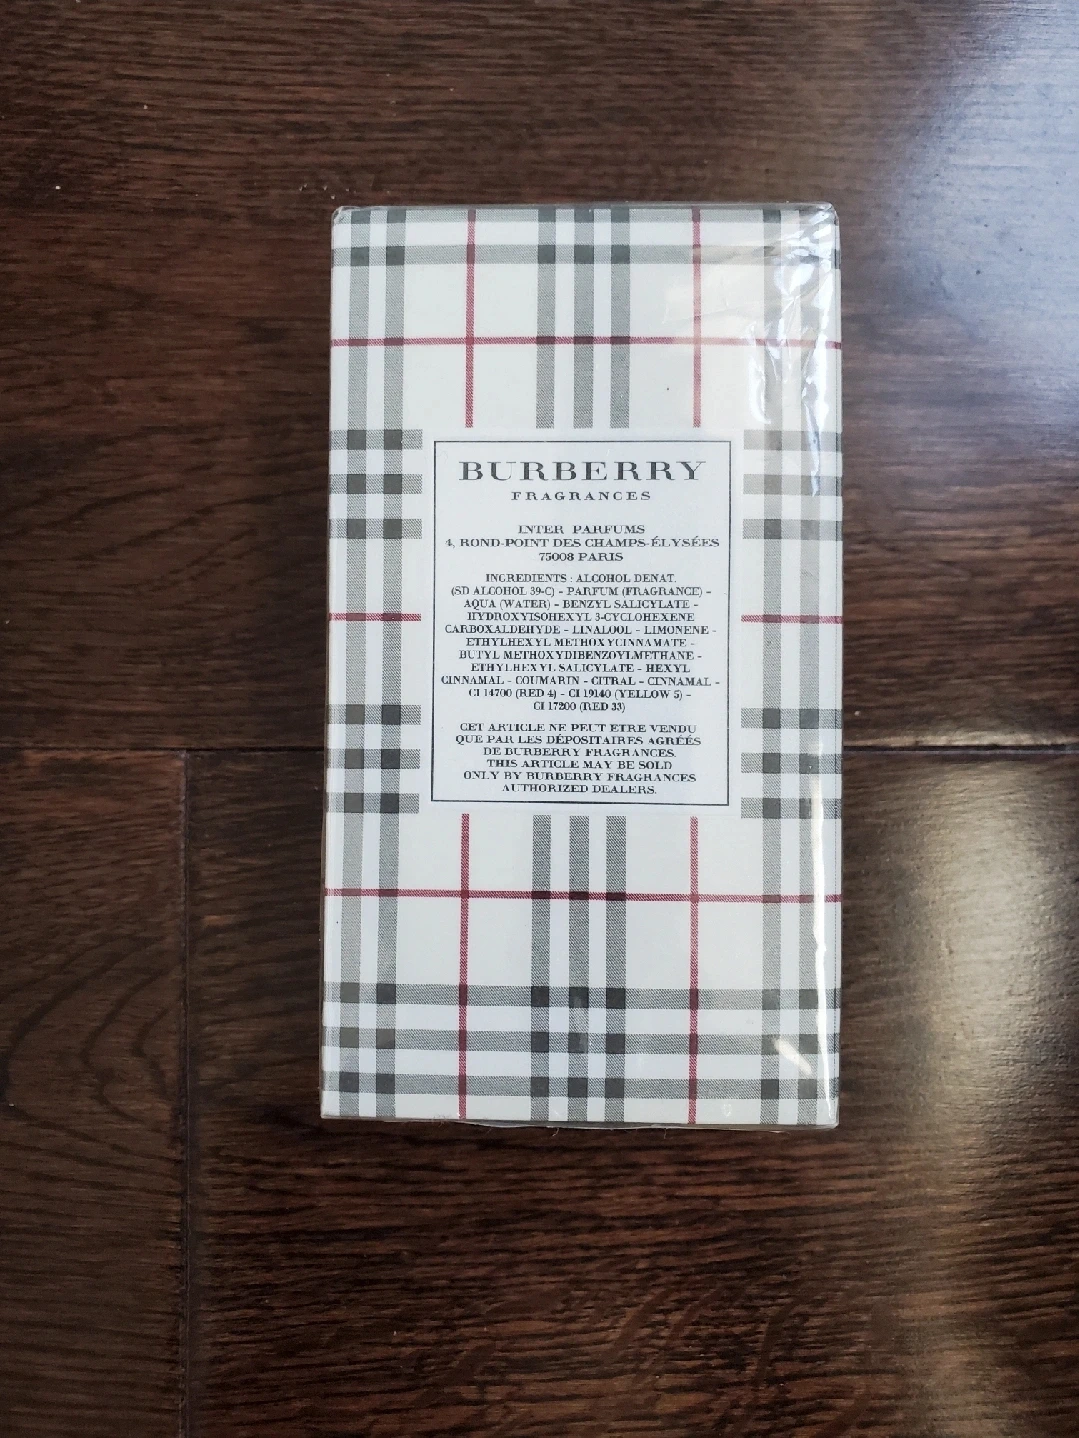 BURBERRY
FRAGRANCES
INTER PARFUMS
4, ROND-POINT DES CHAMPS-ÉLYSÉES
75008 PARIS
INGREDIENTS : ALCOHOL DENAT.
(SD ALCOHOL 39-C) - PARFUM (FRAGRANCE) -
AQUA (WATER) - BENZYL SALICYLATE -
HYDROXYISOHEXYL 3-CYCLOHEXENE
CARBOXALDEHYDE - LINALOOL - LIMONENE -
ETHYLHEXYL METHOXYCINNAMATE -
BUTYL METHOXYDIBENZOYLMETHANE -
ETHYLHEXYL SALICYLATE - HEXYL
CINNAMAL - COUMARIN - CITRAL - CINNAMAL -
CI 14700 (RED 4) - CI 19140 (YELLOW 5) -
CI 17200 (RED 33)
CET ARTICLE NE PEUT ETRE VENDU
QUE PAR LES DÉPOSITAIRES AGRÉÉS
DE BURBERRY FRAGRANCES.
THIS ARTICLE MAY BE SOLD
ONLY BY BURBERRY FRAGRANCES
AUTHORIZED DEALERS.